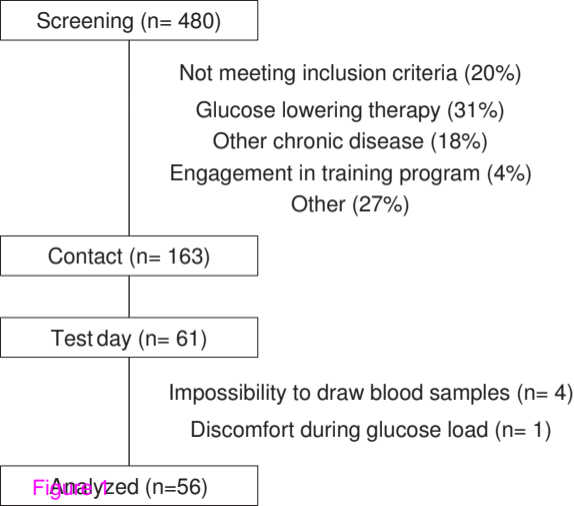 Screening (n= 480)
Not meeting inclusion criteria (20%)
Glucose lowering therapy (31%)
Other chronic disease (18%)
Engagement in training program (4%)
Other (27%)
Contact (n= 163)
Test day (n= 61)
Impossibility to draw blood samples (n= 4)
Discomfort during glucose load (n= 1)
Analyzed (n=56)
Figure 1